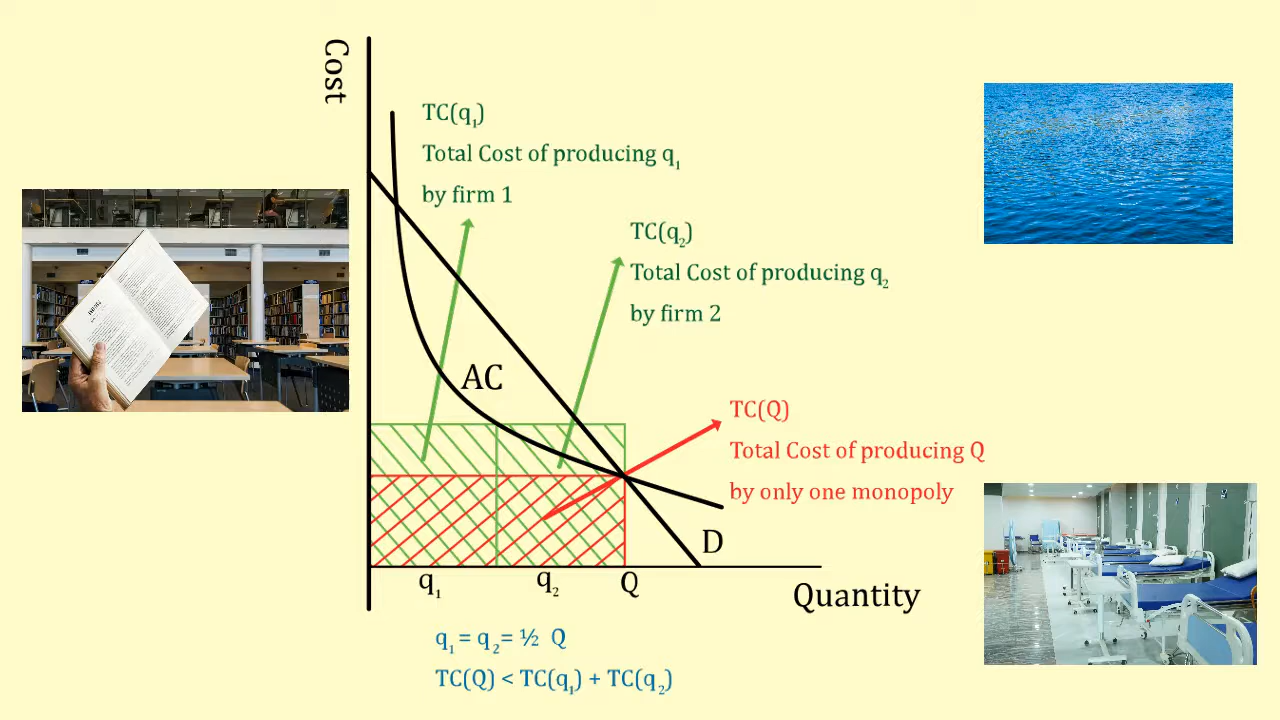 Cost
TC(q₁)
Total Cost of producing q₁
by firm 1
TC(q₂)
Total Cost of producing q₂
by firm 2
AC
TC(Q)
Total Cost of producing Q
by only one monopoly
D
q₁
q₂
Q
Quantity
q₁ = q₂ = ½ Q
TC(Q) < TC(q₁) + TC(q₂)